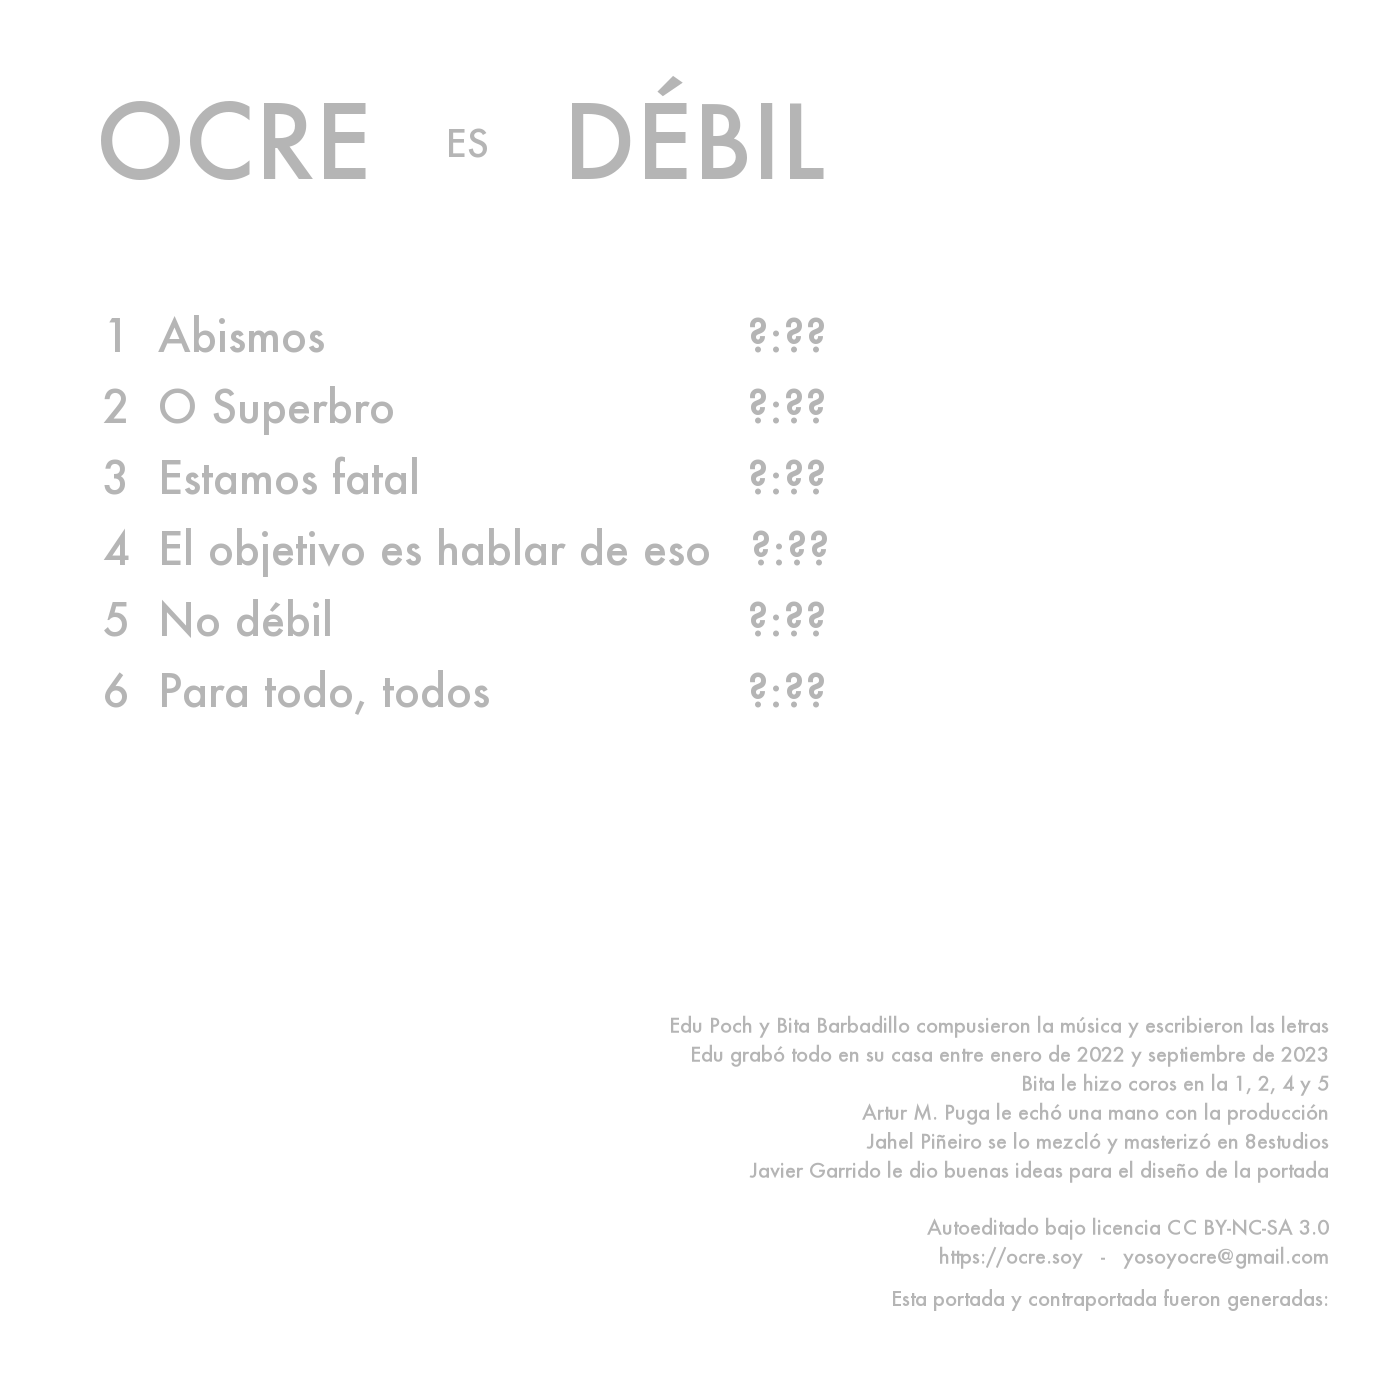 OCRE ES DÉBIL
1 Abismos ?:??
2 O Superbro ?:??
3 Estamos fatal ?:??
4 El objetivo es hablar de eso ?:??
5 No débil ?:??
6 Para todo, todos ?:??
Edu Poch y Bita Barbadillo compusieron la música y escribieron las letras
Edu grabó todo en su casa entre enero de 2022 y septiembre de 2023
Bita le hizo coros en la 1, 2, 4 y 5
Artur M. Puga le echó una mano con la producción
Jahel Piñeiro se lo mezcló y masterizó en 8estudios
Javier Garrido le dio buenas ideas para el diseño de la portada
Autoeditado bajo licencia CC BY-NC-SA 3.0
https://ocre.soy - yosoyocre@gmail.com
Esta portada y contraportada fueron generadas: